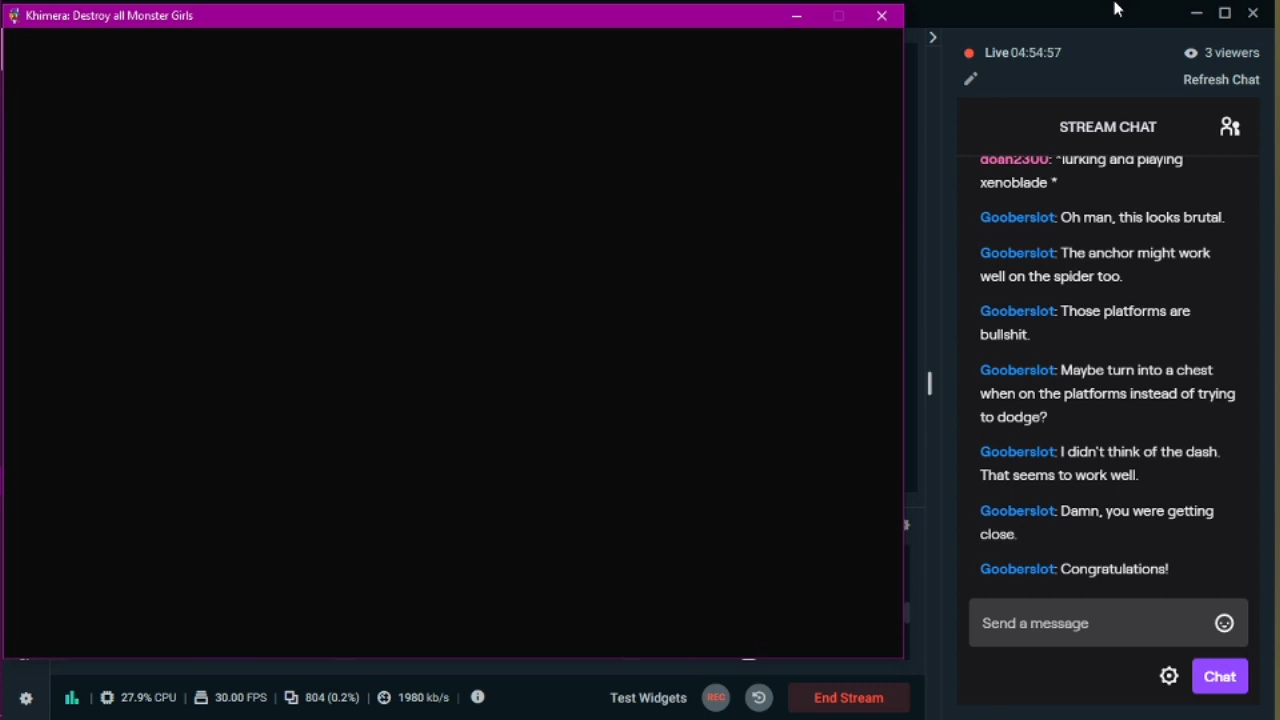 Khimera: Destroy all Monster Girls
Live 04:54:57
3 viewers
Refresh Chat
STREAM CHAT
doan2300: *lurking and playing
xenoblade *
Gooberslot: Oh man, this looks brutal.
Gooberslot: The anchor might work
well on the spider too.
Gooberslot: Those platforms are
bullshit.
Gooberslot: Maybe turn into a chest
when on the platforms instead of trying
to dodge?
Gooberslot: I didn't think of the dash.
That seems to work well.
Gooberslot: Damn, you were getting
close.
Gooberslot: Congratulations!
Send a message
Chat
27.9% CPU
30.00 FPS
804 (0.2%)
1980 kb/s
Test Widgets
REC
End Stream